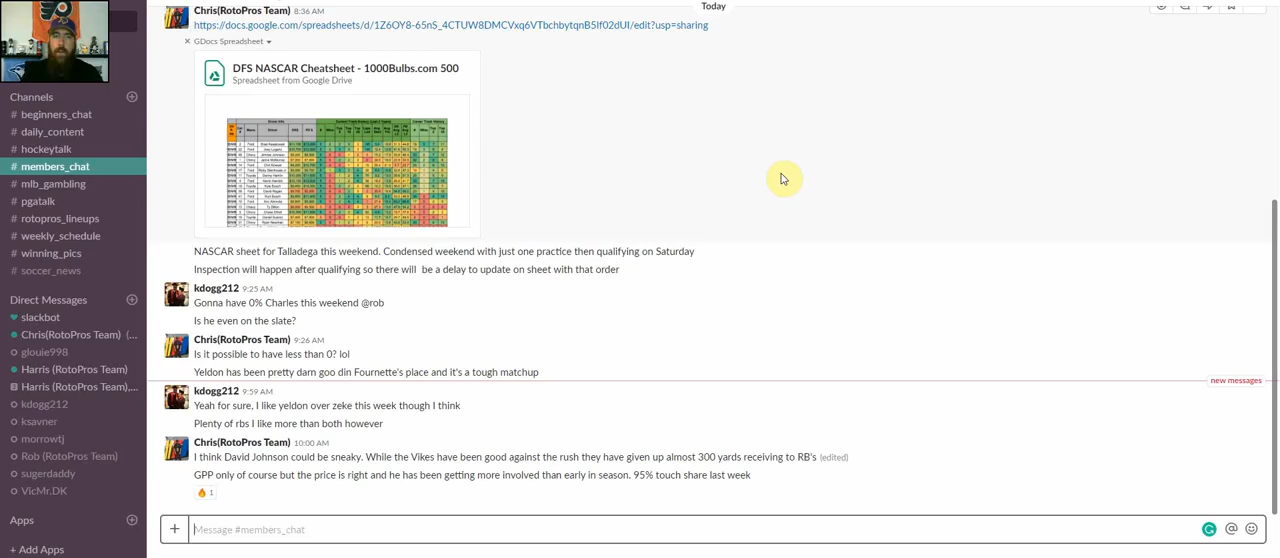 Today
Chris(RotoPros Team) 8:36 AM
https://docs.google.com/spreadsheets/d/1Z6OY8-65nS_4CTUW8DMCVxq6VTbchbytqnB5lf02dUI/edit?usp=sharing
GDocs Spreadsheet
DFS NASCAR Cheatsheet - 1000Bulbs.com 500
Spreadsheet from Google Drive
NASCAR sheet for Talladega this weekend. Condensed weekend with just one practice then qualifying on Saturday
Inspection will happen after qualifying so there will be a delay to update on sheet with that order
kdogg212 9:25 AM
Gonna have 0% Charles this weekend @rob
Is he even on the slate?
Chris(RotoPros Team) 9:26 AM
Is it possible to have less than 0? lol
Yeldon has been pretty darn goo din Fournette's place and it's a tough matchup
new messages
kdogg212 9:59 AM
Yeah for sure, I like yeldon over zeke this week though I think
Plenty of rbs I like more than both however
Chris(RotoPros Team) 10:00 AM
I think David Johnson could be sneaky. While the Vikes have been good against the rush they have given up almost 300 yards receiving to RB's (edited)
GPP only of course but the price is right and he has been getting more involved than early in season. 95% touch share last week
1
Message #members_chat
Channels
# beginners_chat
# daily_content
# hockeytalk
# members_chat
# mlb_gambling
# pgatalk
# rotopros_lineups
# weekly_schedule
# winning_pics
# soccer_news
Direct Messages
slackbot
Chris(RotoPros Team) (...
glouie998
Harris (RotoPros Team)
2 Harris (RotoPros Team),...
kdogg212
ksavner
morrowtj
Rob (RotoPros Team)
sugerdaddy
VicMr.DK
Apps
+ Add Apps